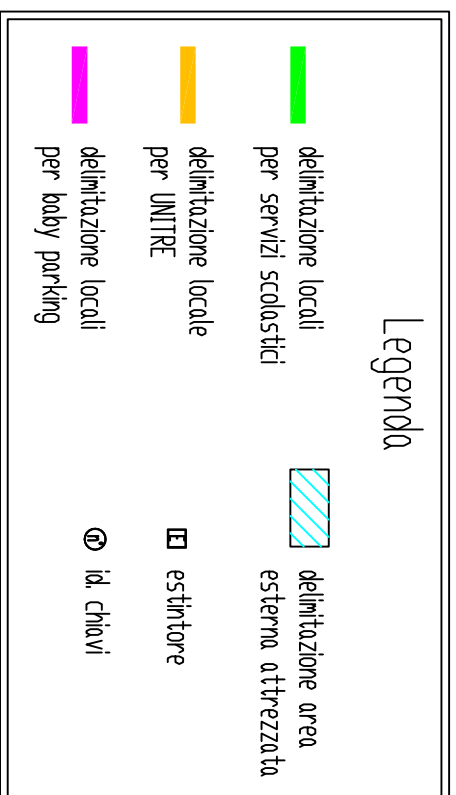 Legenda
delimitazione locali
per servizi scolastici
delimitazione locale
per UNITRE
delimitazione locali
per baby parking
delimitazione area
esterna attrezzata
E estintore
n° id. chiavi